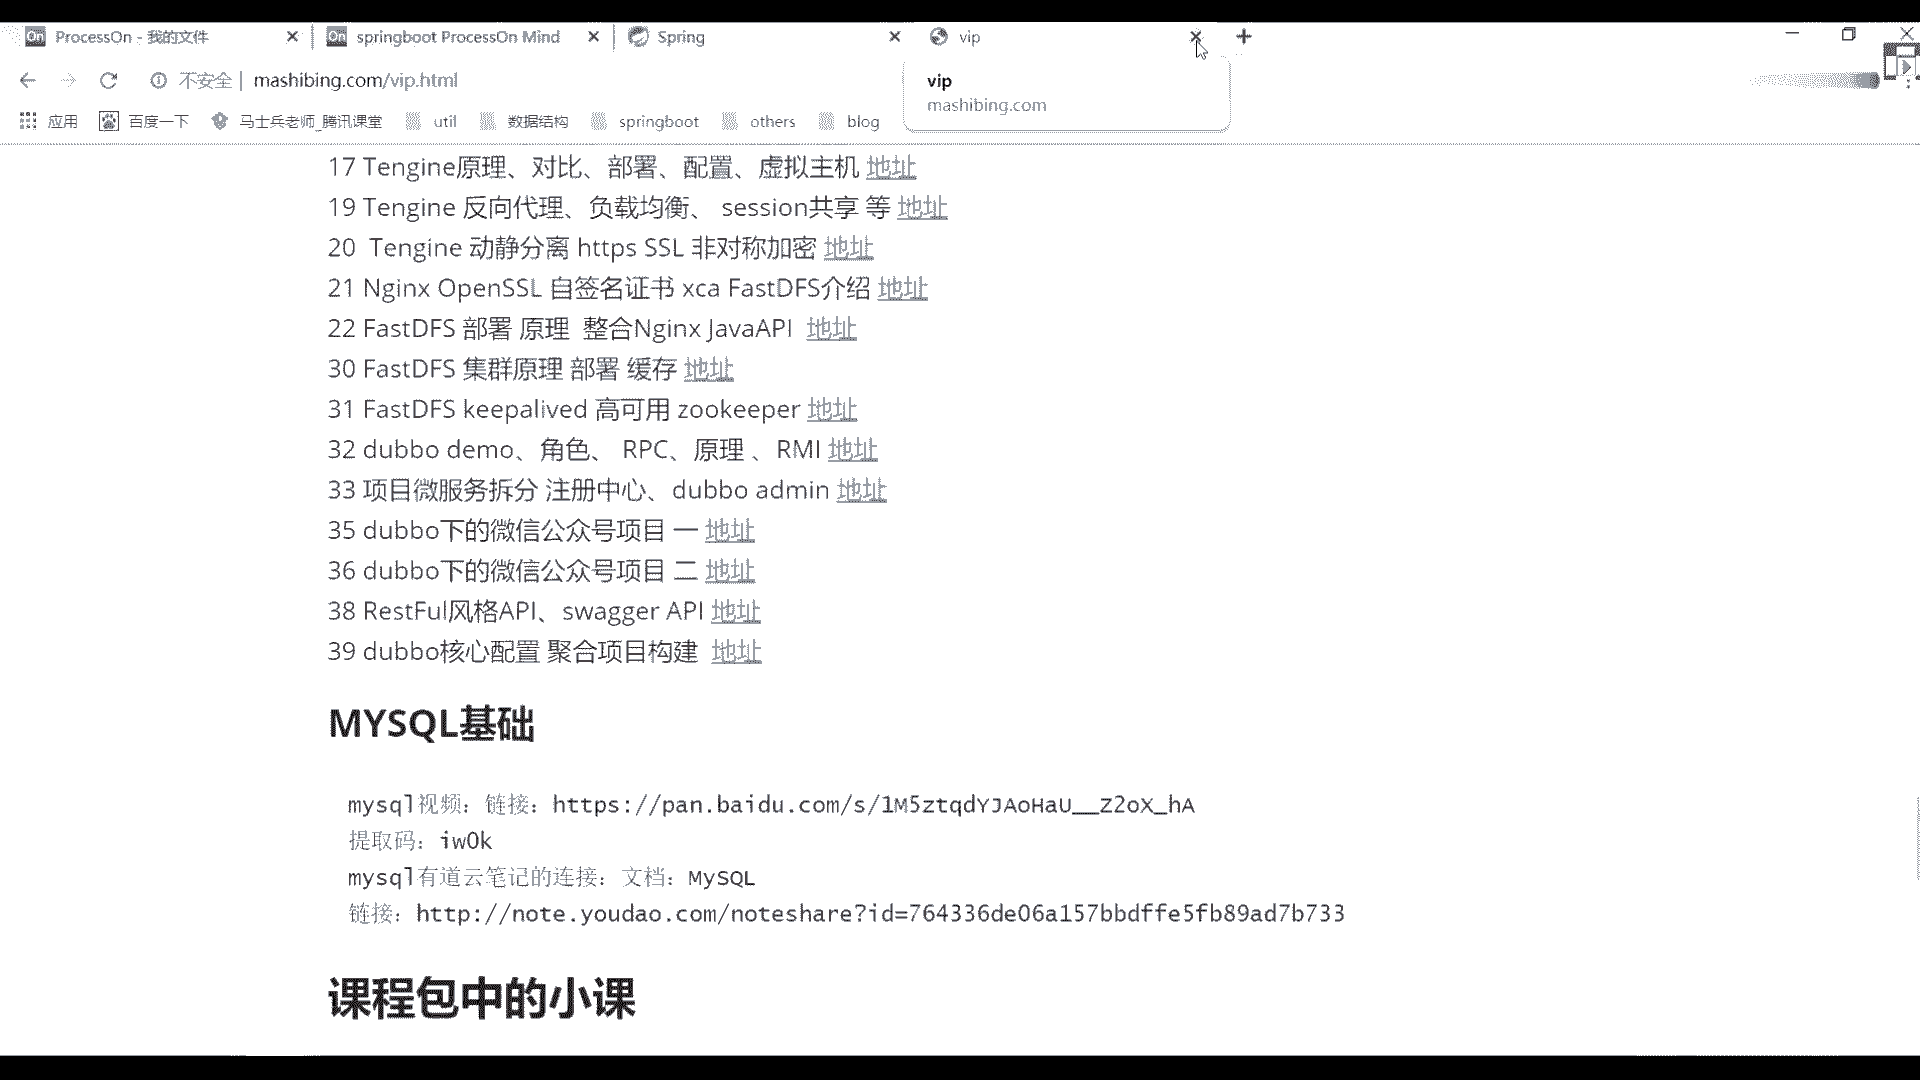 ProcessOn - 我的文件
springboot ProcessOn Mind
Spring
vip
不安全 | mashibing.com/vip.html
vip
mashibing.com
应用 百度一下 马士兵老师_腾讯课堂 util 数据结构 springboot others blog
17 Tengine原理、对比、部署、配置、虚拟主机 地址
19 Tengine 反向代理、负载均衡、 session共享 等 地址
20 Tengine 动静分离 https SSL 非对称加密 地址
21 Nginx OpenSSL 自签名证书 xca FastDFS介绍 地址
22 FastDFS 部署 原理 整合Nginx JavaAPI 地址
30 FastDFS 集群原理 部署 缓存 地址
31 FastDFS keepalived 高可用 zookeeper 地址
32 dubbo demo、角色、 RPC、原理 、RMI 地址
33 项目微服务拆分 注册中心、dubbo admin 地址
35 dubbo下的微信公众号项目 一 地址
36 dubbo下的微信公众号项目 二 地址
38 RestFul风格API、swagger API 地址
39 dubbo核心配置 聚合项目构建 地址
MYSQL基础
mysql视频：链接：https://pan.baidu.com/s/1M5ztqdYJAoHaU__Z2oX_hA
提取码：iw0k
mysql有道云笔记的连接：文档：MySQL
链接：http://note.youdao.com/noteshare?id=764336de06a157bbdffe5fb89ad7b733
课程包中的小课